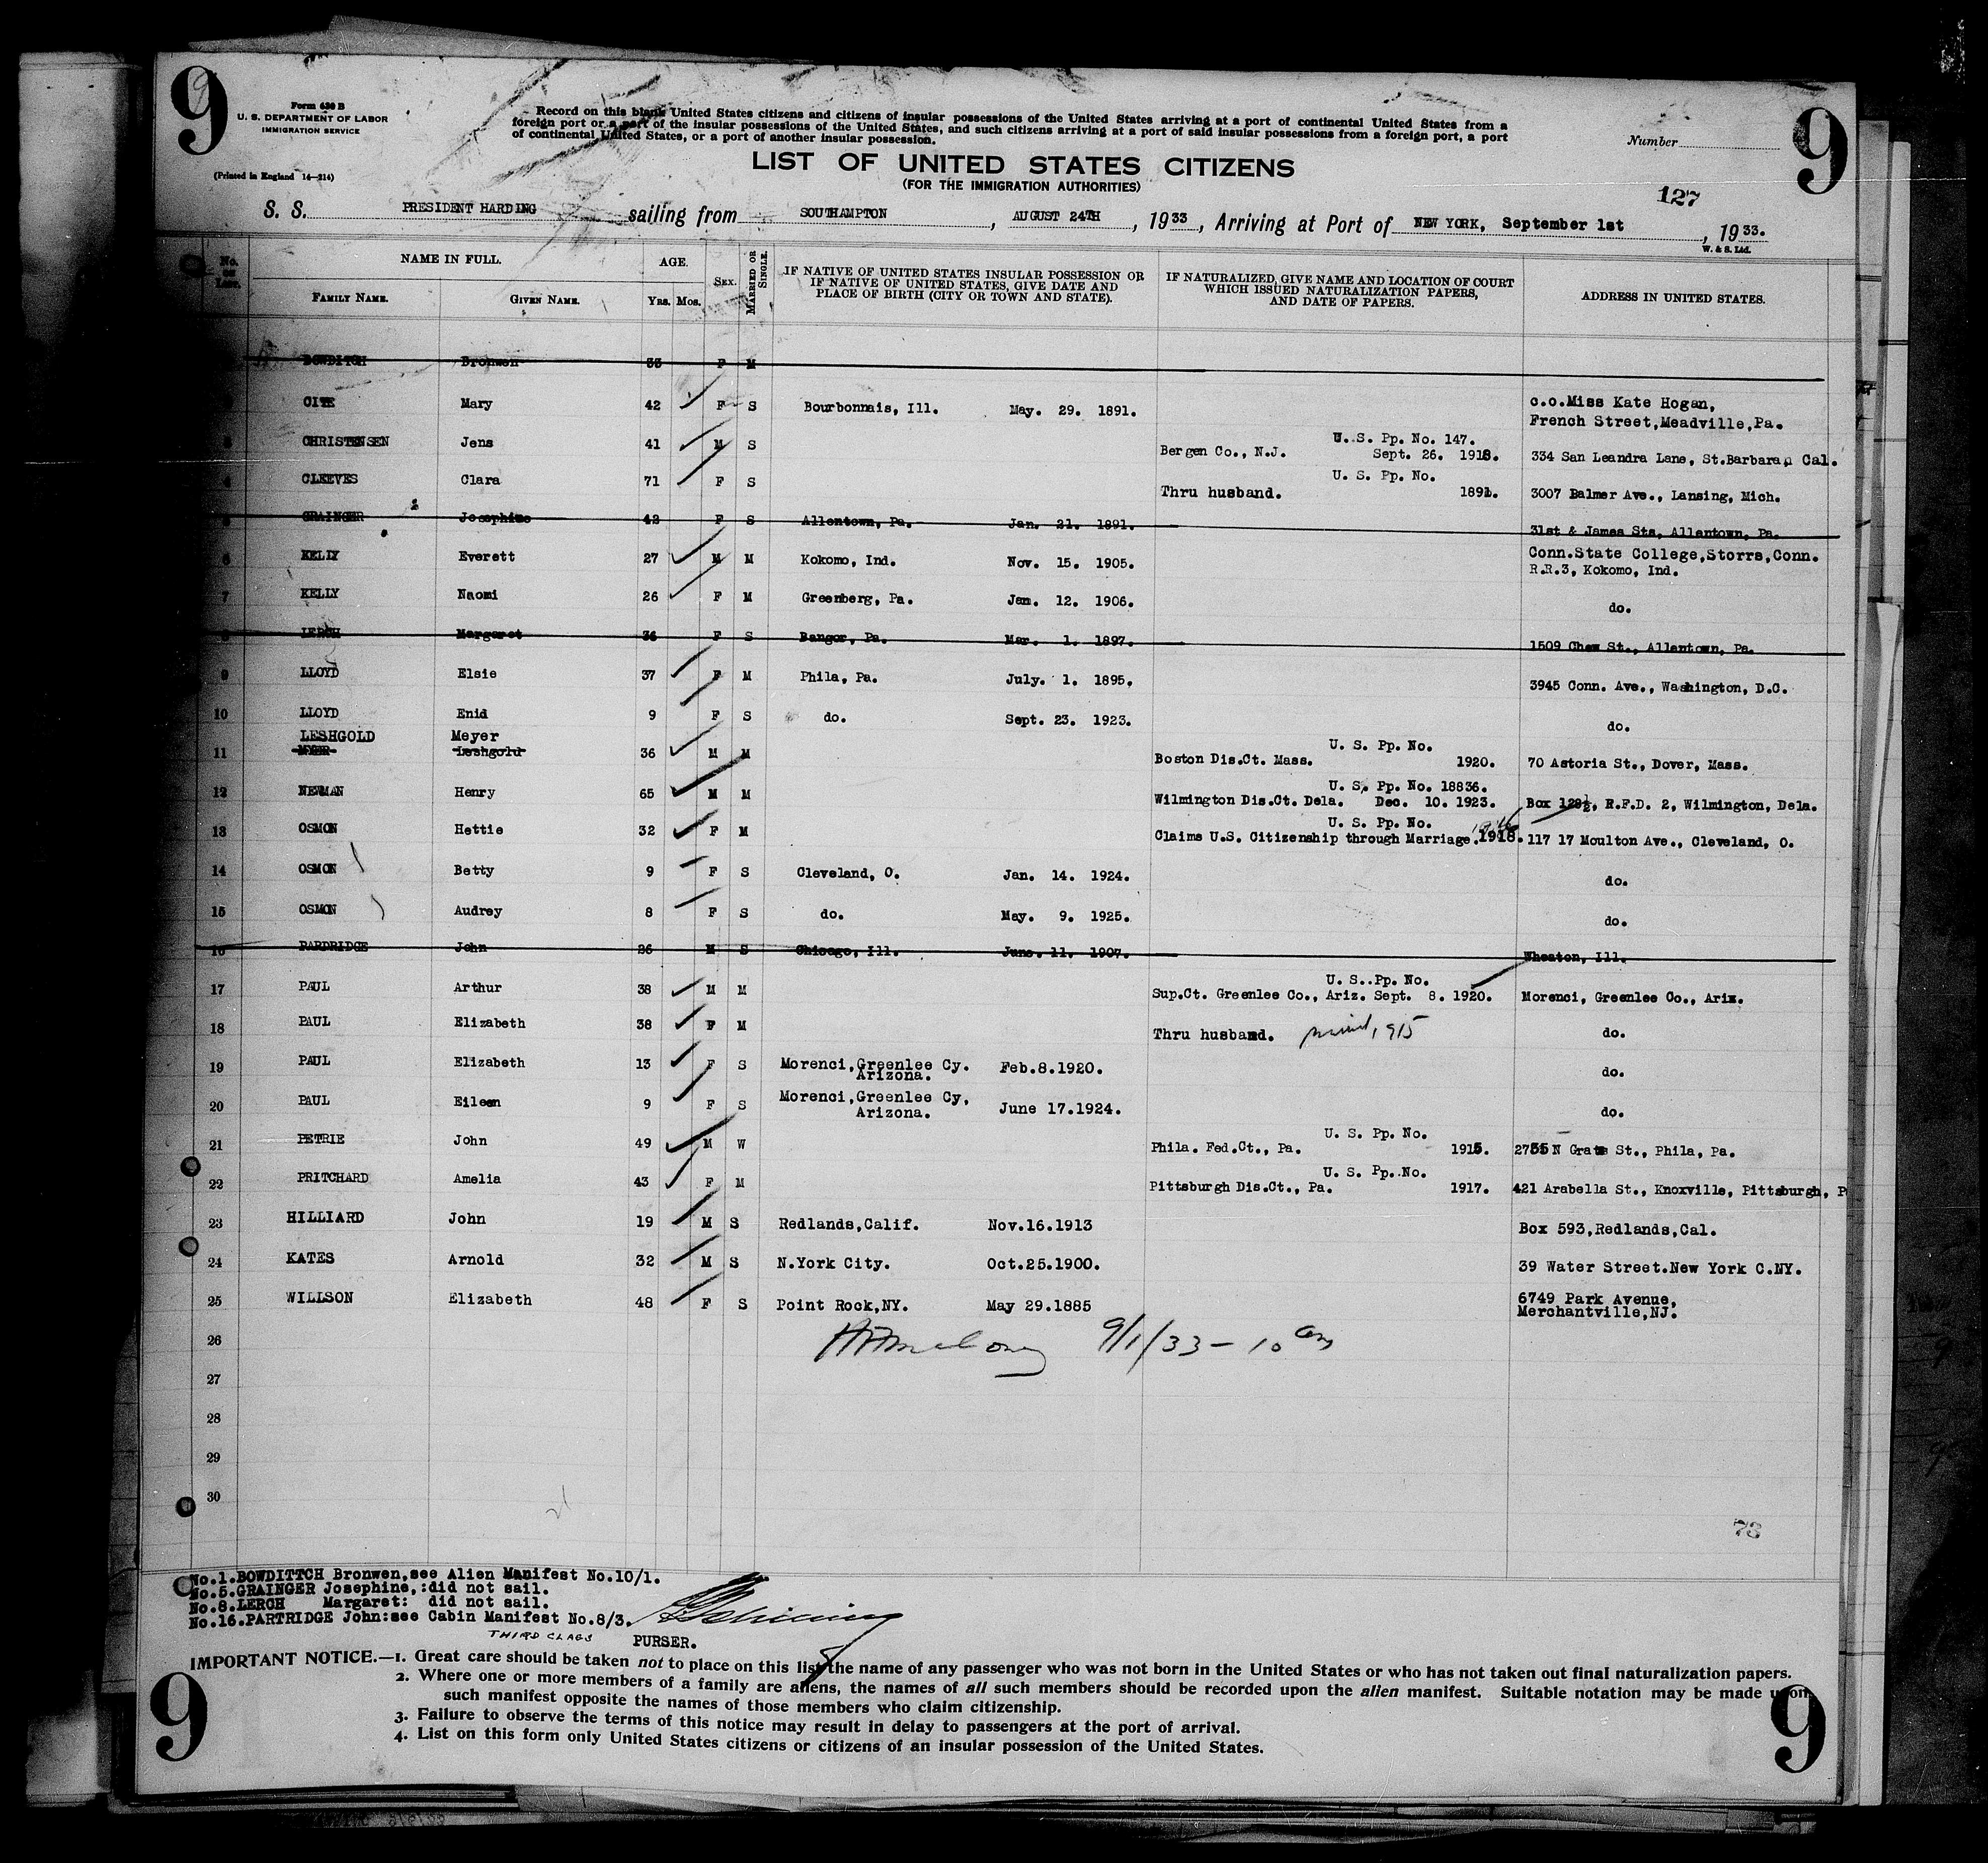 9 9
Form 630 B
U. S. DEPARTMENT OF LABOR
IMMIGRATION SERVICE
(Printed in England 14—214)
Record on this blank United States citizens and citizens of insular possessions of the United States arriving at a port of continental United States from a
foreign port or a port of the insular possessions of the United States, and such citizens arriving at a port of said insular possessions from a foreign port, a port
of continental United States, or a port of another insular possession.
Number
LIST OF UNITED STATES CITIZENS
(FOR THE IMMIGRATION AUTHORITIES)
127
S. S. PRESIDENT HARDING sailing from SOUTHAMPTON, AUGUST 24TH, 1933, Arriving at Port of NEW YORK, September 1st, 1933.
W. & S. Ltd.
No. on List. NAME IN FULL. AGE. SEX. MARRIED OR SINGLE. IF NATIVE OF UNITED STATES INSULAR POSSESSION OR IF NATIVE OF UNITED STATES, GIVE DATE AND PLACE OF BIRTH (CITY OR TOWN AND STATE). IF NATURALIZED, GIVE NAME AND LOCATION OF COURT WHICH ISSUED NATURALIZATION PAPERS, AND DATE OF PAPERS. ADDRESS IN UNITED STATES.
FAMILY NAME. GIVEN NAME. Yrs. Mos.
BOWDITCH Bronwen 33 F M
CITE Mary 42 F S Bourbonnais, Ill. May. 29. 1891. c.o.Miss Kate Hogan,
French Street,Meadville,Pa.
3 CHRISTENSEN Jens 41 M S U.S. Pp. No. 147.
Bergen Co., N.J. Sept. 26. 1918. 334 San Leandra Lane, St.Barbara, Cal.
4 CLEEVES Clara 71 F S U. S. Pp. No.
Thru husband. 1891. 3007 Balmer Ave., Lansing, Mich.
5 GRAINGER Josephine 42 F S Allentown, Pa. Jan. 21. 1891. 31st & James Sts, Allentown, Pa.
6 KELLY Everett 27 M M Kokomo, Ind. Nov. 15. 1905. Conn.State College,Storrs,Conn.
R.R.3, Kokomo, Ind.
7 KELLY Naomi 26 F M Greenberg, Pa. Jan. 12. 1906. do.
8 LERCH Margaret 36 F S Bangor, Pa. Mar. 1. 1897. 1509 Chew St., Allentown, Pa.
9 LLOYD Elsie 37 F M Phila, Pa. July. 1. 1895. 3945 Conn. Ave., Washington, D.C.
10 LLOYD Enid 9 F S do. Sept. 23. 1923. do.
LESHGOLD Meyer
11 MYER Leshgold 36 M M U. S. Pp. No.
Boston Dis.Ct. Mass. 1920. 70 Astoria St., Dover, Mass.
12 NEWMAN Henry 65 M M U. S. Pp. No. 18836.
Wilmington Dis.Ct. Dela. Dec. 10. 1923. Box 128½, R.F.D. 2, Wilmington, Dela.
13 OSMON Hettie 32 F M U. S. Pp. No.
Claims U.S. Citizenship through Marriage.1918. 117 17 Moulton Ave., Cleveland, O.
14 OSMON Betty 9 F S Cleveland, O. Jan. 14. 1924. do.
15 OSMON Audrey 8 F S do. May. 9. 1925. do.
16 PARDRIDGE John 26 M S Chicago, Ill. June. 11. 1907. Wheaton, Ill.
17 PAUL Arthur 38 M M U. S. Pp. No.
Sup.Ct. Greenlee Co., Ariz. Sept. 8. 1920. Morenci, Greenlee Co., Ariz.
18 PAUL Elizabeth 38 F M Thru husband. 1915 do.
19 PAUL Elizabeth 13 F S Morenci,Greenlee Cy. Feb.8.1920. do.
Arizona.
20 PAUL Eileen 9 F S Morenci,Greenlee Cy, June 17.1924. do.
Arizona.
21 PETRIE John 49 M W U. S. Pp. No.
Phila. Fed.Ct., Pa. 1915. 2735 N Gratz St., Phila, Pa.
22 PRITCHARD Amelia 43 F M U. S. Pp. No.
Pittsburgh Dis.Ct., Pa. 1917. 421 Arabella St., Knoxville, Pittsburgh, P
23 HILLIARD John 19 M S Redlands,Calif. Nov.16.1913 Box 593,Redlands,Cal.
24 KATES Arnold 32 M S N.York City. Oct.25.1900. 39 Water Street.New York C.NY.
25 WILLSON Elizabeth 48 F S Point Rock,NY. May 29.1885 6749 Park Avenue,
Merchantville,NJ.
26 9/1/33 - 10 am
27
28
29
30
73
No.1.BOWDITTCH Bronwen,see Alien Manifest No.10/1.
No.5.GRAINGER Josephine,:did not sail.
No.8.LERCH Margaret: did not sail.
No.16.PARTRIDGE John:see Cabin Manifest No.8/3.
THIRD CLASS PURSER.
IMPORTANT NOTICE.—1. Great care should be taken not to place on this list the name of any passenger who was not born in the United States or who has not taken out final naturalization papers.
2. Where one or more members of a family are aliens, the names of all such members should be recorded upon the alien manifest. Suitable notation may be made upon
such manifest opposite the names of those members who claim citizenship.
3. Failure to observe the terms of this notice may result in delay to passengers at the port of arrival.
4. List on this form only United States citizens or citizens of an insular possession of the United States.
9 9